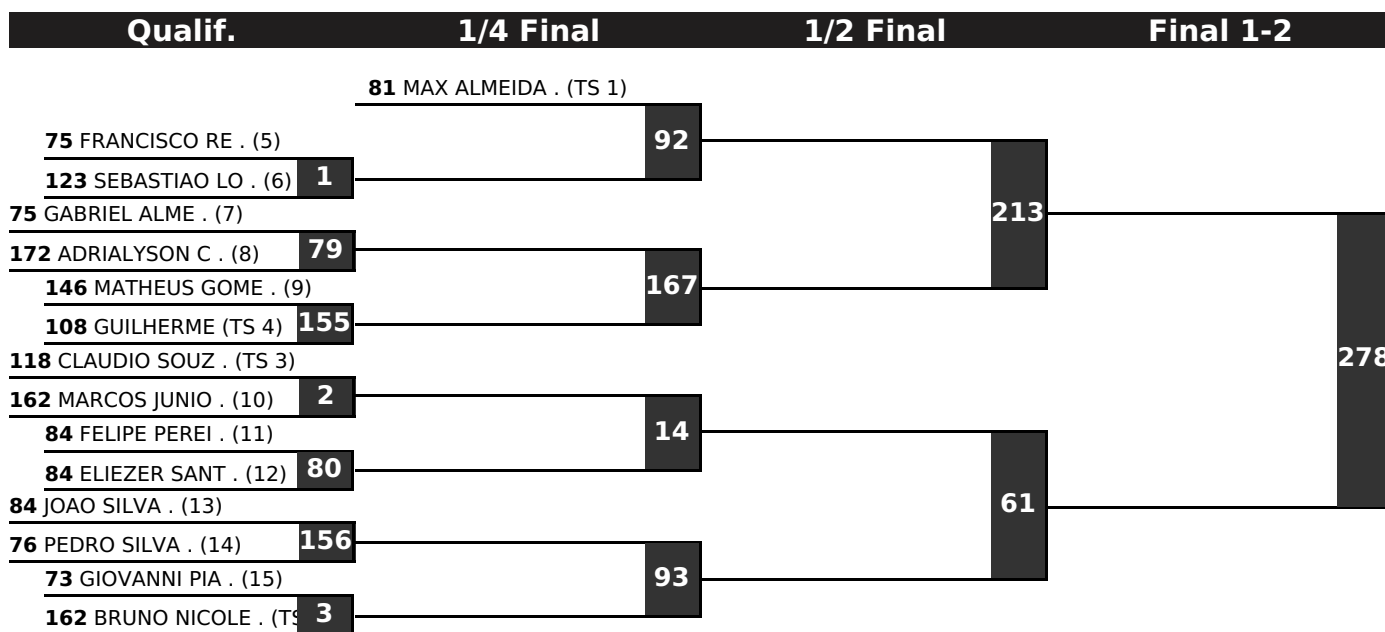 Qualif. 1/4 Final 1/2 Final Final 1-2
81 MAX ALMEIDA . (TS 1)
92
75 FRANCISCO RE . (5)
1
123 SEBASTIAO LO . (6)
75 GABRIEL ALME . (7)
213
79
172 ADRIALYSON C . (8)
146 MATHEUS GOME . (9)
167
155
108 GUILHERME (TS 4)
118 CLAUDIO SOUZ . (TS 3)
278
2
162 MARCOS JUNIO . (10)
84 FELIPE PEREI . (11)
14
80
84 ELIEZER SANT . (12)
84 JOAO SILVA . (13)
61
156
76 PEDRO SILVA . (14)
73 GIOVANNI PIA . (15)
93
3
162 BRUNO NICOLE . (TS